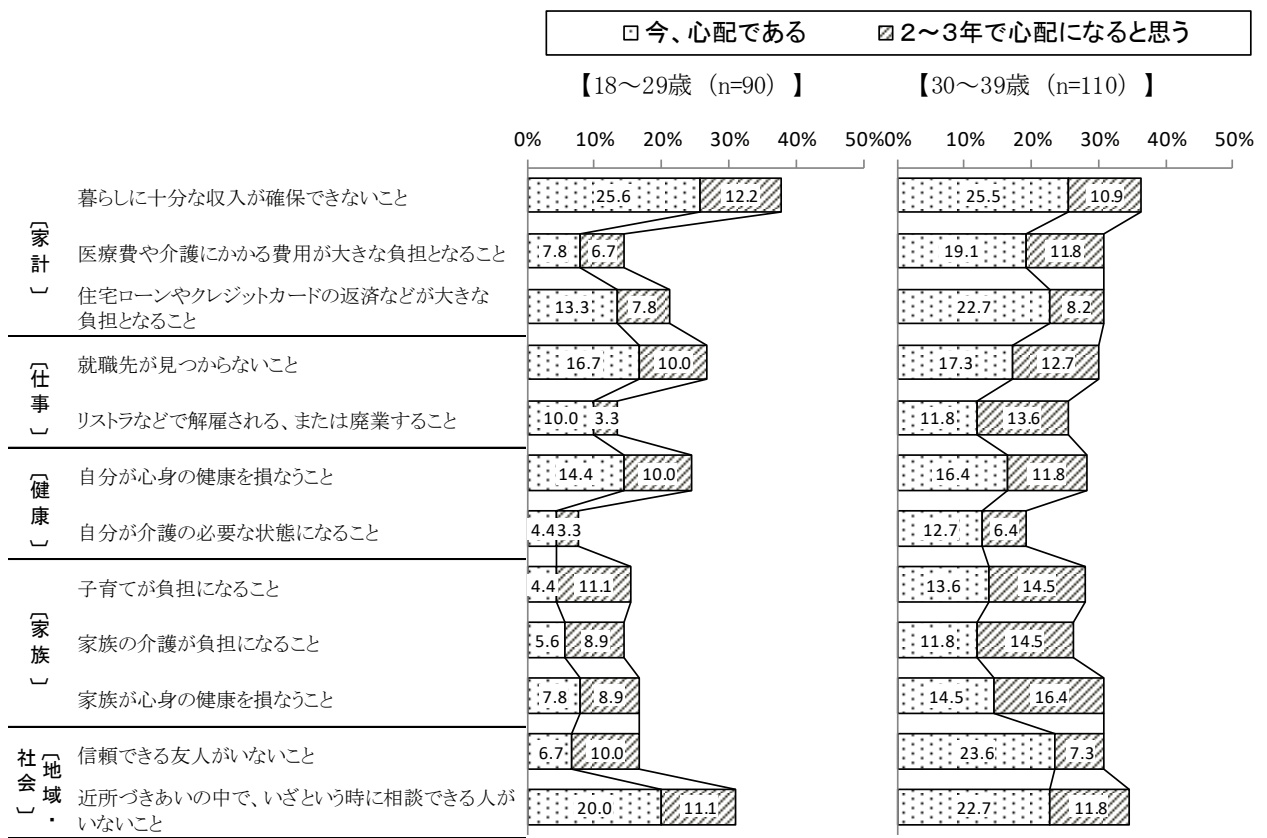 今、心配である　２～３年で心配になると思う
【18～29歳 (n=90) 】　【30～39歳 (n=110) 】
0% 10% 20% 30% 40% 50% 0% 10% 20% 30% 40% 50%
〔家計〕
暮らしに十分な収入が確保できないこと 25.6 12.2 25.5 10.9
医療費や介護にかかる費用が大きな負担となること 7.8 6.7 19.1 11.8
住宅ローンやクレジットカードの返済などが大きな
負担となること 13.3 7.8 22.7 8.2
〔仕事〕
就職先が見つからないこと 16.7 10.0 17.3 12.7
リストラなどで解雇される、または廃業すること 10.0 3.3 11.8 13.6
〔健康〕
自分が心身の健康を損なうこと 14.4 10.0 16.4 11.8
自分が介護の必要な状態になること 4.4 3.3 12.7 6.4
〔家族〕
子育てが負担になること 4.4 11.1 13.6 14.5
家族の介護が負担になること 5.6 8.9 11.8 14.5
家族が心身の健康を損なうこと 7.8 8.9 14.5 16.4
〔地域・
社会〕
信頼できる友人がいないこと 6.7 10.0 23.6 7.3
近所づきあいの中で、いざという時に相談できる人が
いないこと 20.0 11.1 22.7 11.8